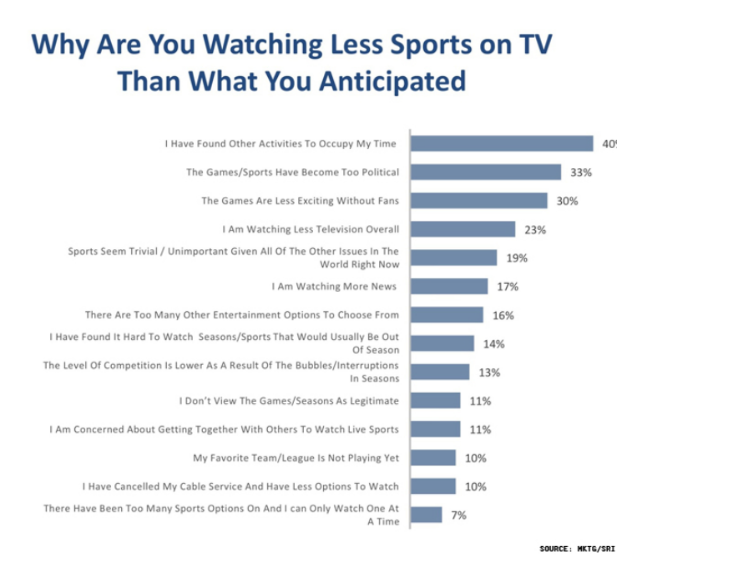 Why Are You Watching Less Sports on TV
Than What You Anticipated
I Have Found Other Activities To Occupy My Time 40
The Games/Sports Have Become Too Political 33%
The Games Are Less Exciting Without Fans 30%
I Am Watching Less Television Overall 23%
Sports Seem Trivial / Unimportant Given All Of The Other Issues In The
World Right Now 19%
I Am Watching More News 17%
There Are Too Many Other Entertainment Options To Choose From 16%
I Have Found It Hard To Watch Seasons/Sports That Would Usually Be Out
Of Season 14%
The Level Of Competition Is Lower As A Result Of The Bubbles/Interruptions
In Seasons 13%
I Don't View The Games/Seasons As Legitimate 11%
I Am Concerned About Getting Together With Others To Watch Live Sports 11%
My Favorite Team/League Is Not Playing Yet 10%
I Have Cancelled My Cable Service And Have Less Options To Watch 10%
There Have Been Too Many Sports Options On And I can Only Watch One At
A Time 7%
SOURCE: MKTG/SRI